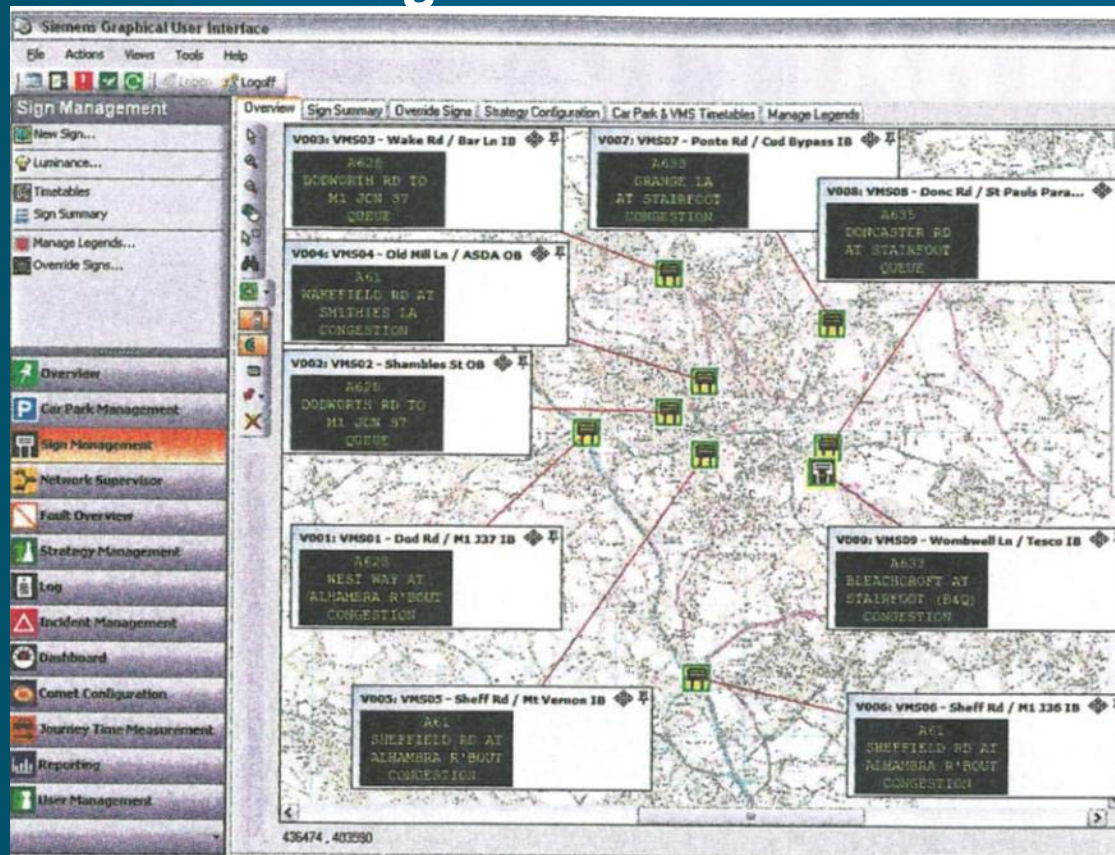 Siemens Graphical User Interface
File Actions Views Tools Help
Logon Logoff
Sign Management
New Sign...
Luminance...
Timetables
Sign Summary
Manage Legends...
Override Signs...
Overview
Car Park Management
Sign Management
Network Supervisor
Fault Overview
Strategy Management
Log
Incident Management
Dashboard
Comet Configuration
Journey Time Measurement
Reporting
User Management
Overview Sign Summary Override Signs Strategy Configuration Car Park & VMS Timetables Manage Legends
V003: VMS03 - Wake Rd / Bar Ln IB
A628
DODWORTH RD TO
M1 JCN 37
QUEUE
V007: VMS07 - Ponte Rd / Cud Bypass IB
A633
GRANGE LA
AT STAIRFOOT
CONGESTION
V008: VMS08 - Donc Rd / St Pauls Para...
A635
DONCASTER RD
AT STAIRFOOT
QUEUE
V004: VMS04 - Old Mill Ln / ASDA OB
A61
WAKEFIELD RD AT
SMITHIES LA
CONGESTION
V002: VMS02 - Shambles St OB
A628
DODWORTH RD TO
M1 JCN 37
QUEUE
V001: VMS01 - Dod Rd / M1 J37 IB
A628
WEST WAY AT
ALHAMBRA R'BOUT
CONGESTION
V009: VMS09 - Wombwell Ln / Tesco IB
A633
BLEACHCROFT AT
STAIRFOOT (B&Q)
CONGESTION
V005: VMS05 - Sheff Rd / Mt Vernon IB
A61
SHEFFIELD RD AT
ALHAMBRA R'BOUT
CONGESTION
V006: VMS06 - Sheff Rd / M1 J36 IB
A61
SHEFFIELD RD AT
ALHAMBRA R'BOUT
CONGESTION
436474 , 403590